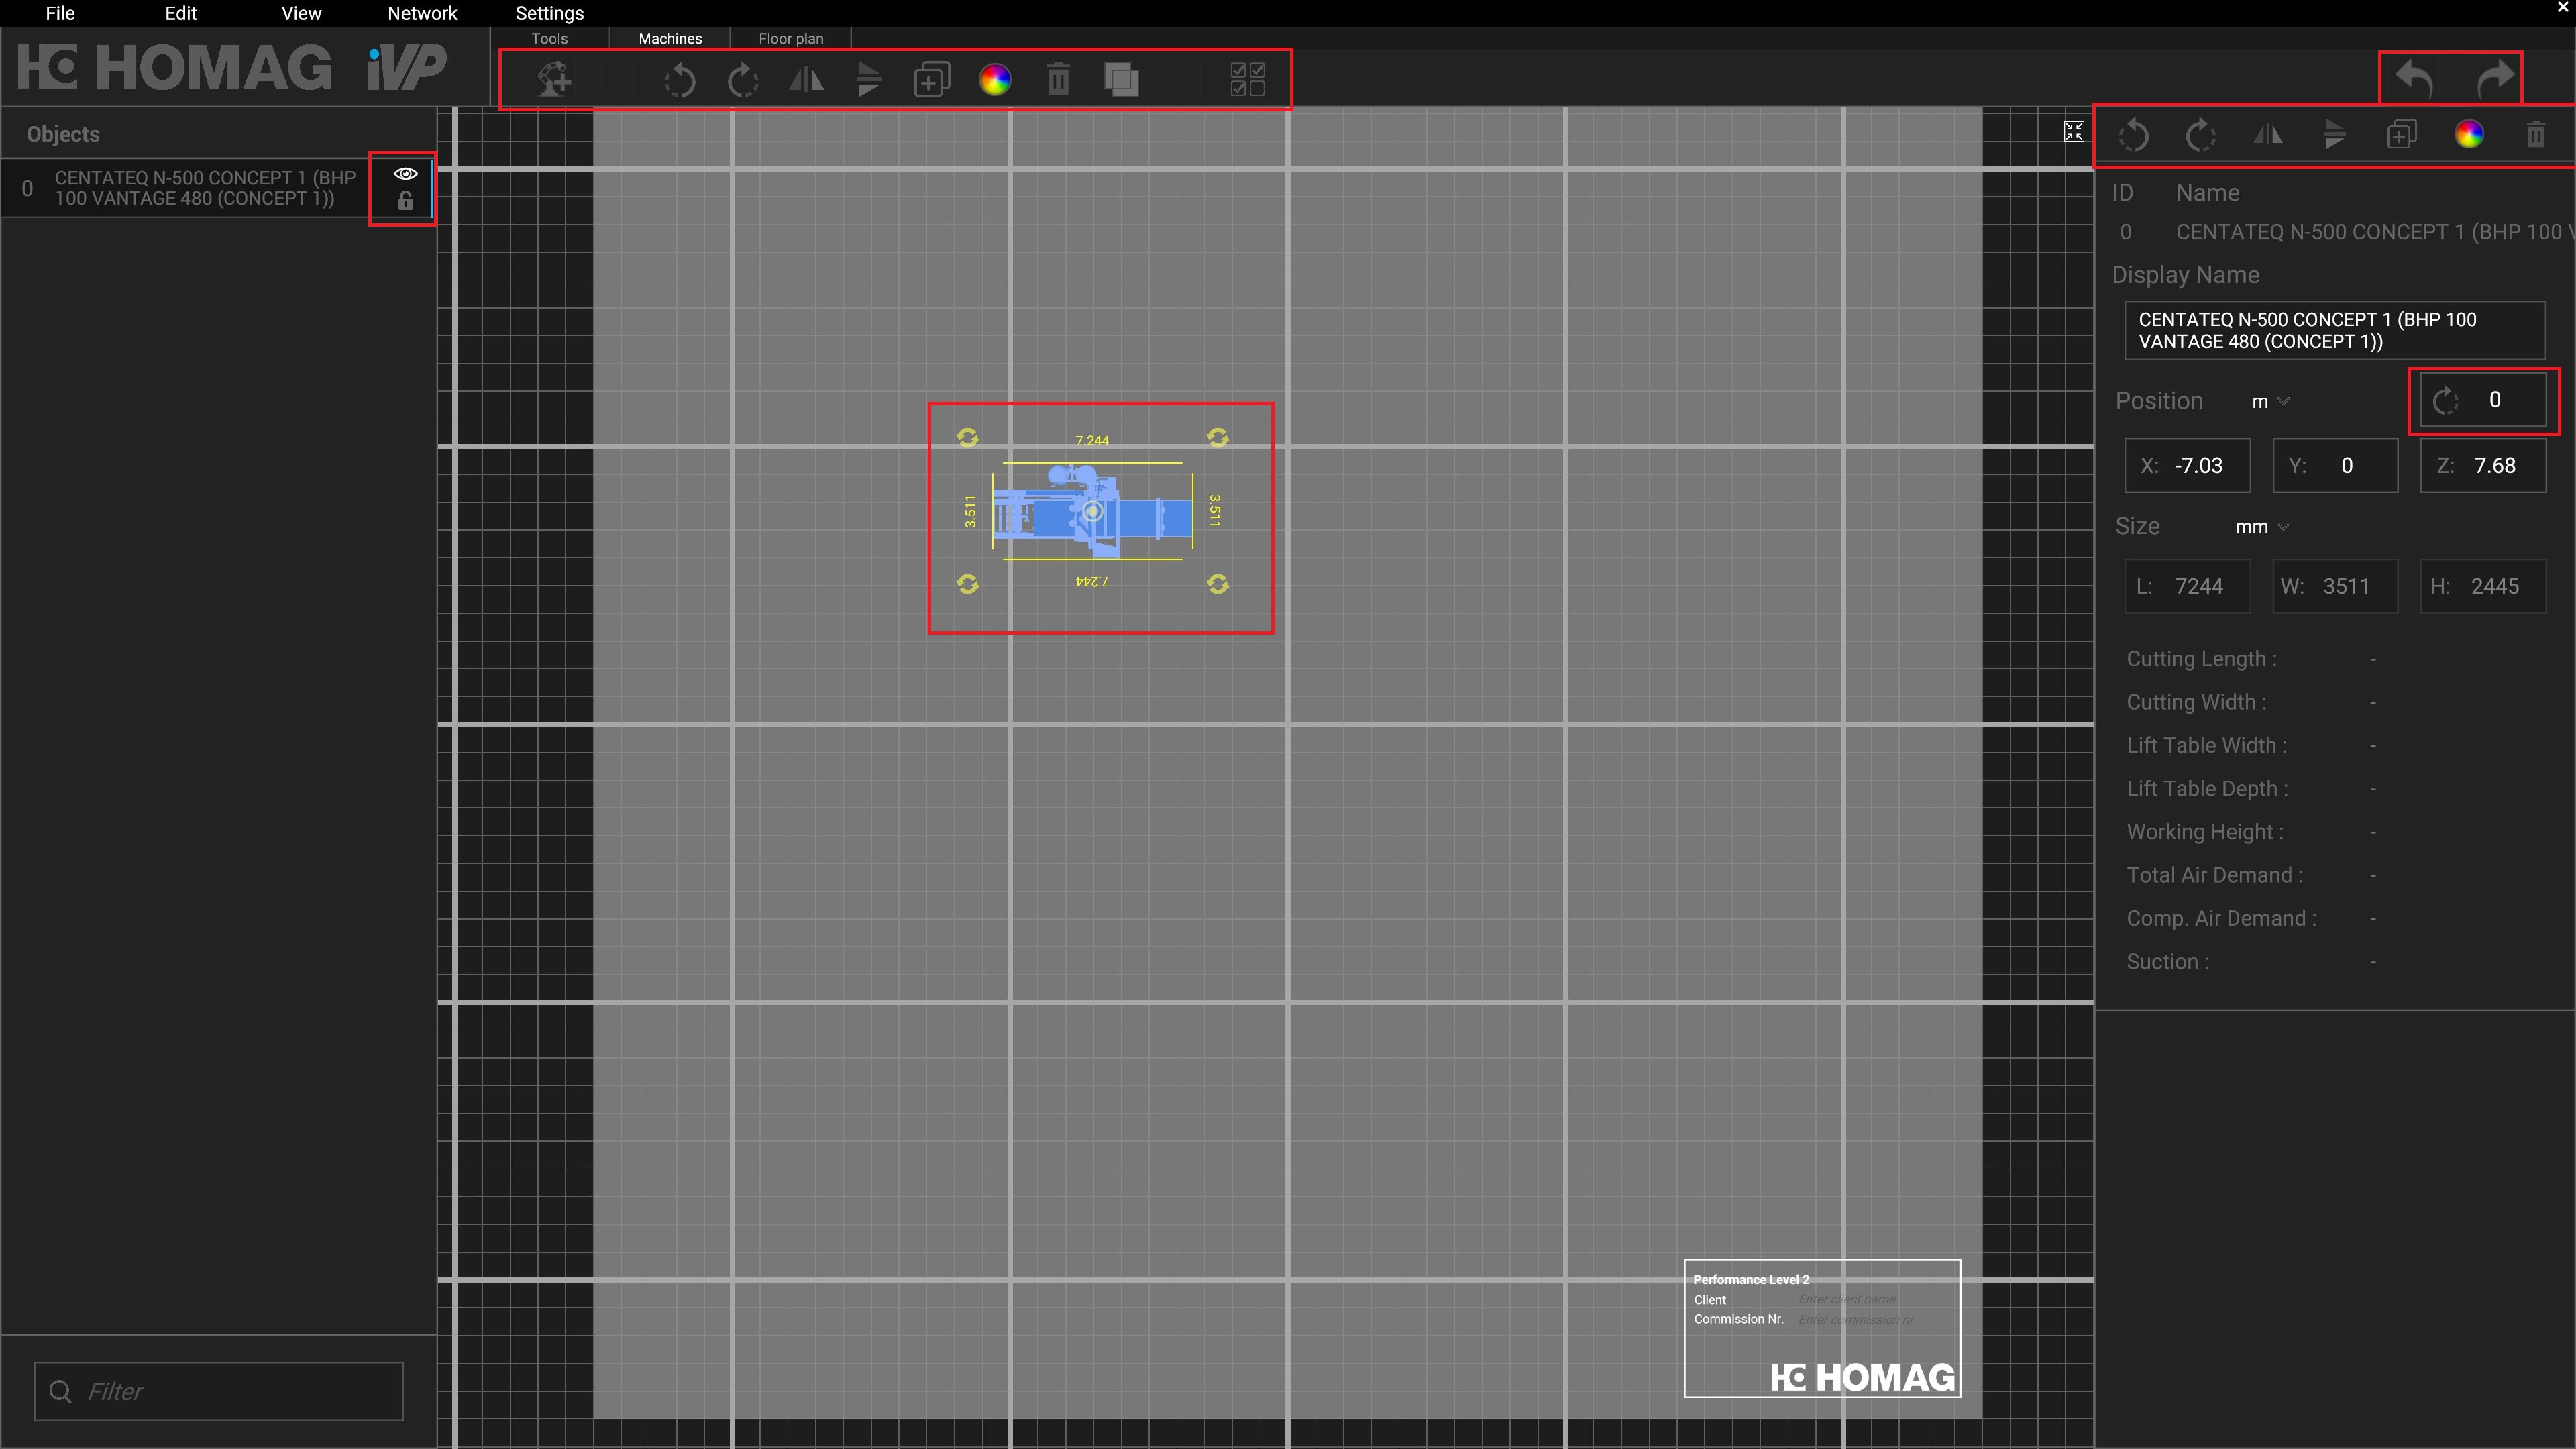 File Edit View Network Settings
HOMAG iVP
Tools Machines Floor plan
Objects
0 CENTATEQ N-500 CONCEPT 1 (BHP
100 VANTAGE 480 (CONCEPT 1))
Filter
7.244
3.511
3.511
7.244
Performance Level 2
Client Enter client name
Commission Nr. Enter commission nr.
HOMAG
ID Name
0 CENTATEQ N-500 CONCEPT 1 (BHP 100 V
Display Name
CENTATEQ N-500 CONCEPT 1 (BHP 100
VANTAGE 480 (CONCEPT 1))
Position m 0
X: -7.03 Y: 0 Z: 7.68
Size mm
L: 7244 W: 3511 H: 2445
Cutting Length : -
Cutting Width : -
Lift Table Width : -
Lift Table Depth : -
Working Height : -
Total Air Demand : -
Comp. Air Demand : -
Suction : -